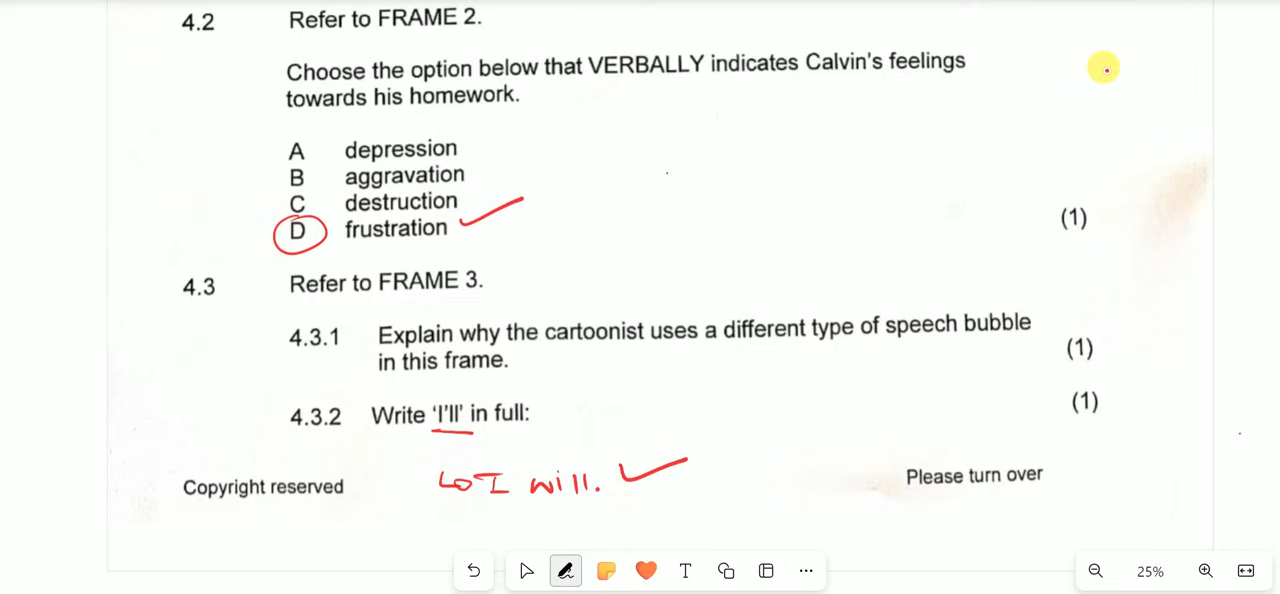 4.2 Refer to FRAME 2.
Choose the option below that VERBALLY indicates Calvin's feelings
towards his homework.
A depression
B aggravation
C destruction
D frustration
(1)
4.3 Refer to FRAME 3.
4.3.1 Explain why the cartoonist uses a different type of speech bubble
in this frame. (1)
4.3.2 Write 'I'll' in full: (1)
I will.
Copyright reserved Please turn over
T
25%